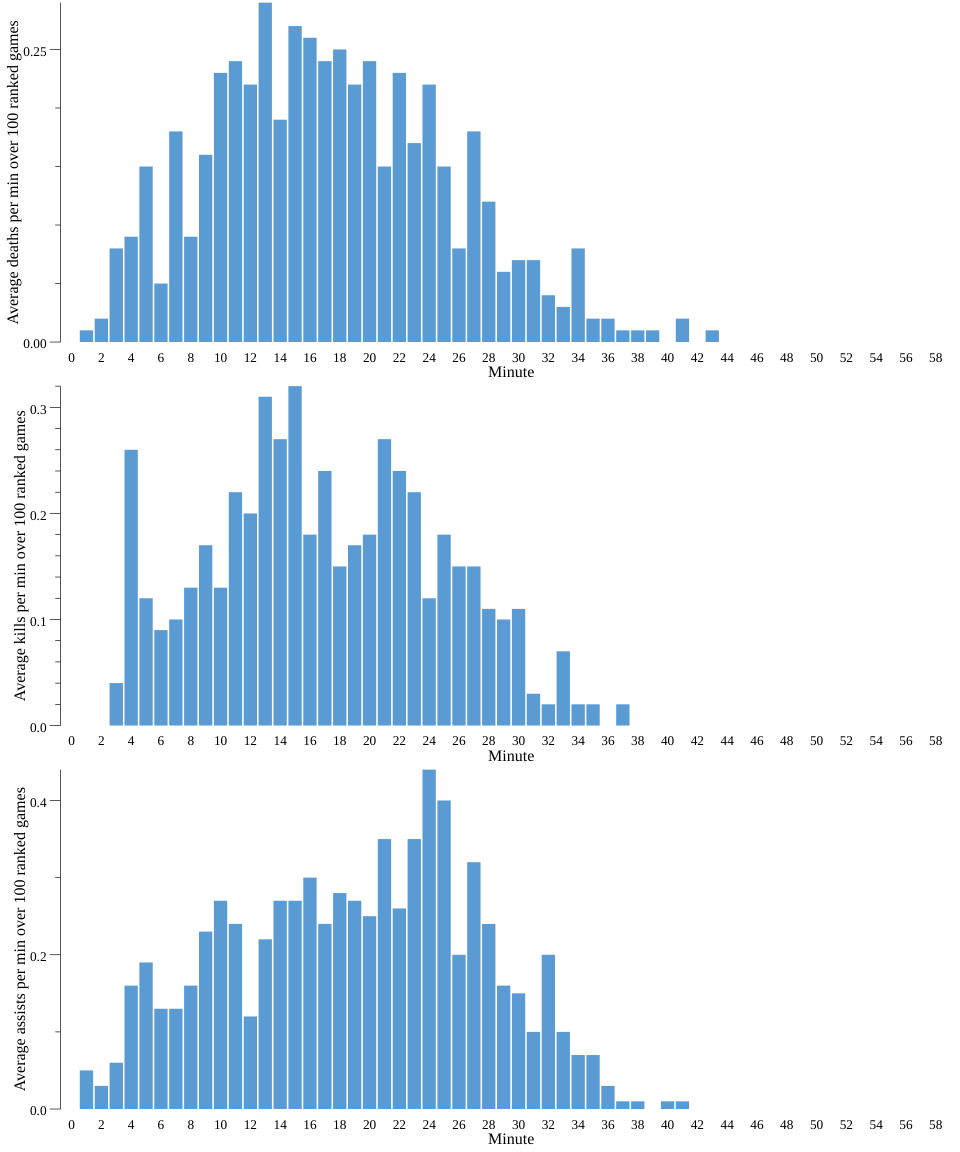 Average deaths per min over 100 ranked games
0.25
0.00
0 2 4 6 8 10 12 14 16 18 20 22 24 26 28 30 32 34 36 38 40 42 44 46 48 50 52 54 56 58
Minute
Average kills per min over 100 ranked games
0.3
0.2
0.1
0.0
0 2 4 6 8 10 12 14 16 18 20 22 24 26 28 30 32 34 36 38 40 42 44 46 48 50 52 54 56 58
Minute
Average assists per min over 100 ranked games
0.4
0.2
0.0
0 2 4 6 8 10 12 14 16 18 20 22 24 26 28 30 32 34 36 38 40 42 44 46 48 50 52 54 56 58
Minute